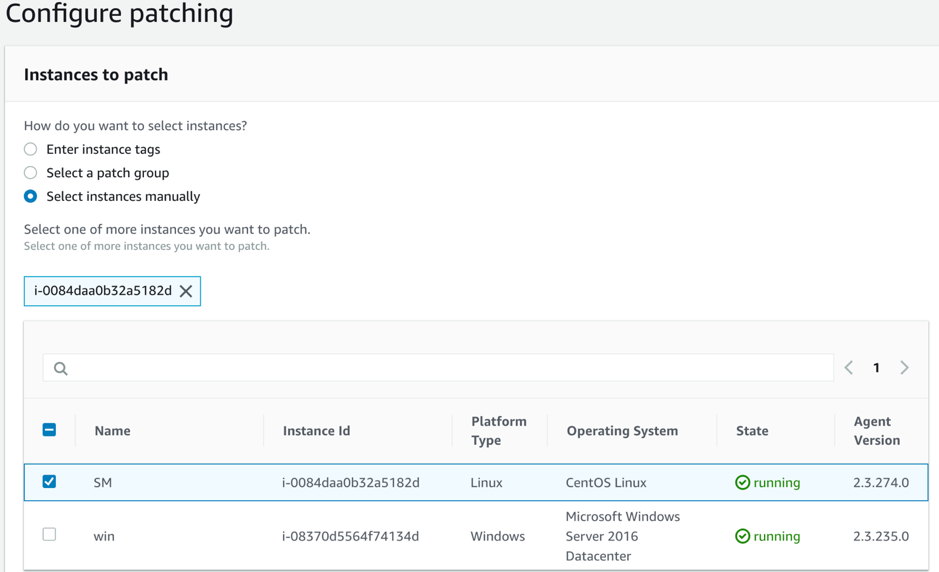 Configure patching
Instances to patch
How do you want to select instances?
Enter instance tags
Select a patch group
Select instances manually
Select one of more instances you want to patch.
Select one of more instances you want to patch.
i-0084daa0b32a5182d
1
Name Instance Id Platform Type Operating System State Agent Version
SM i-0084daa0b32a5182d Linux CentOS Linux running 2.3.274.0
win i-08370d5564f74134d Windows Microsoft Windows Server 2016 Datacenter running 2.3.235.0